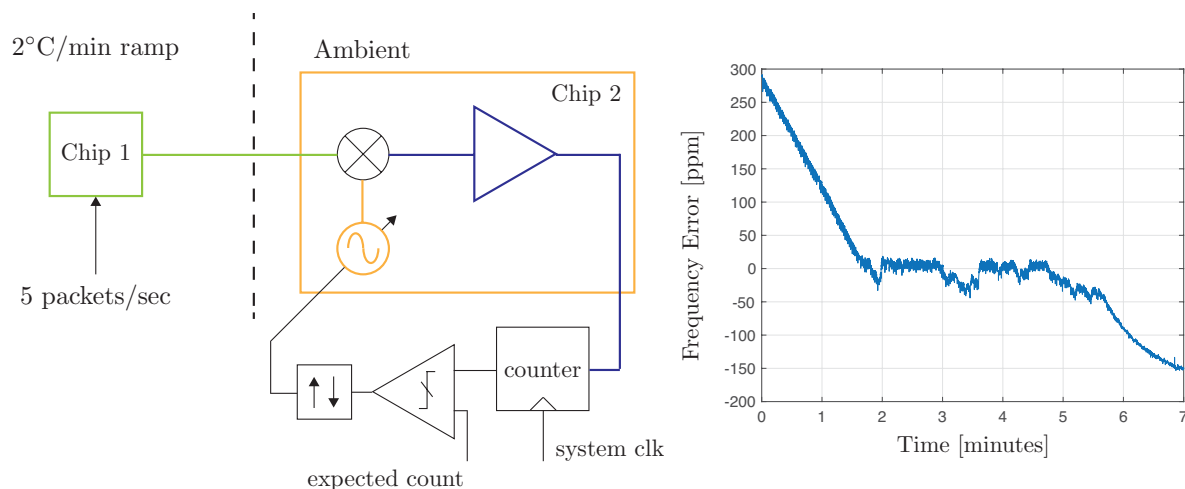 2°C/min ramp
Ambient
Chip 2
Chip 1
5 packets/sec
counter
system clk
expected count
Frequency Error [ppm]
300
250
200
150
100
50
0
-50
-100
-150
-200
0 1 2 3 4 5 6 7
Time [minutes]